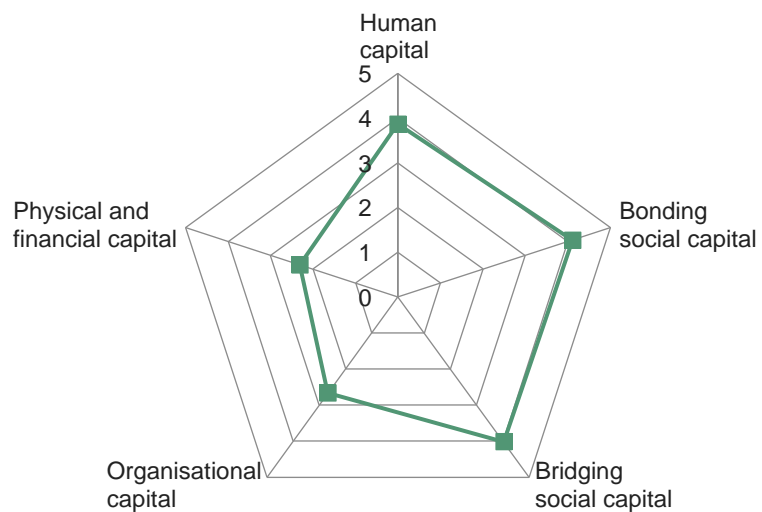 Human
capital
5
4
3
2
1
0
Physical and
financial capital
Bonding
social capital
Organisational
capital
Bridging
social capital